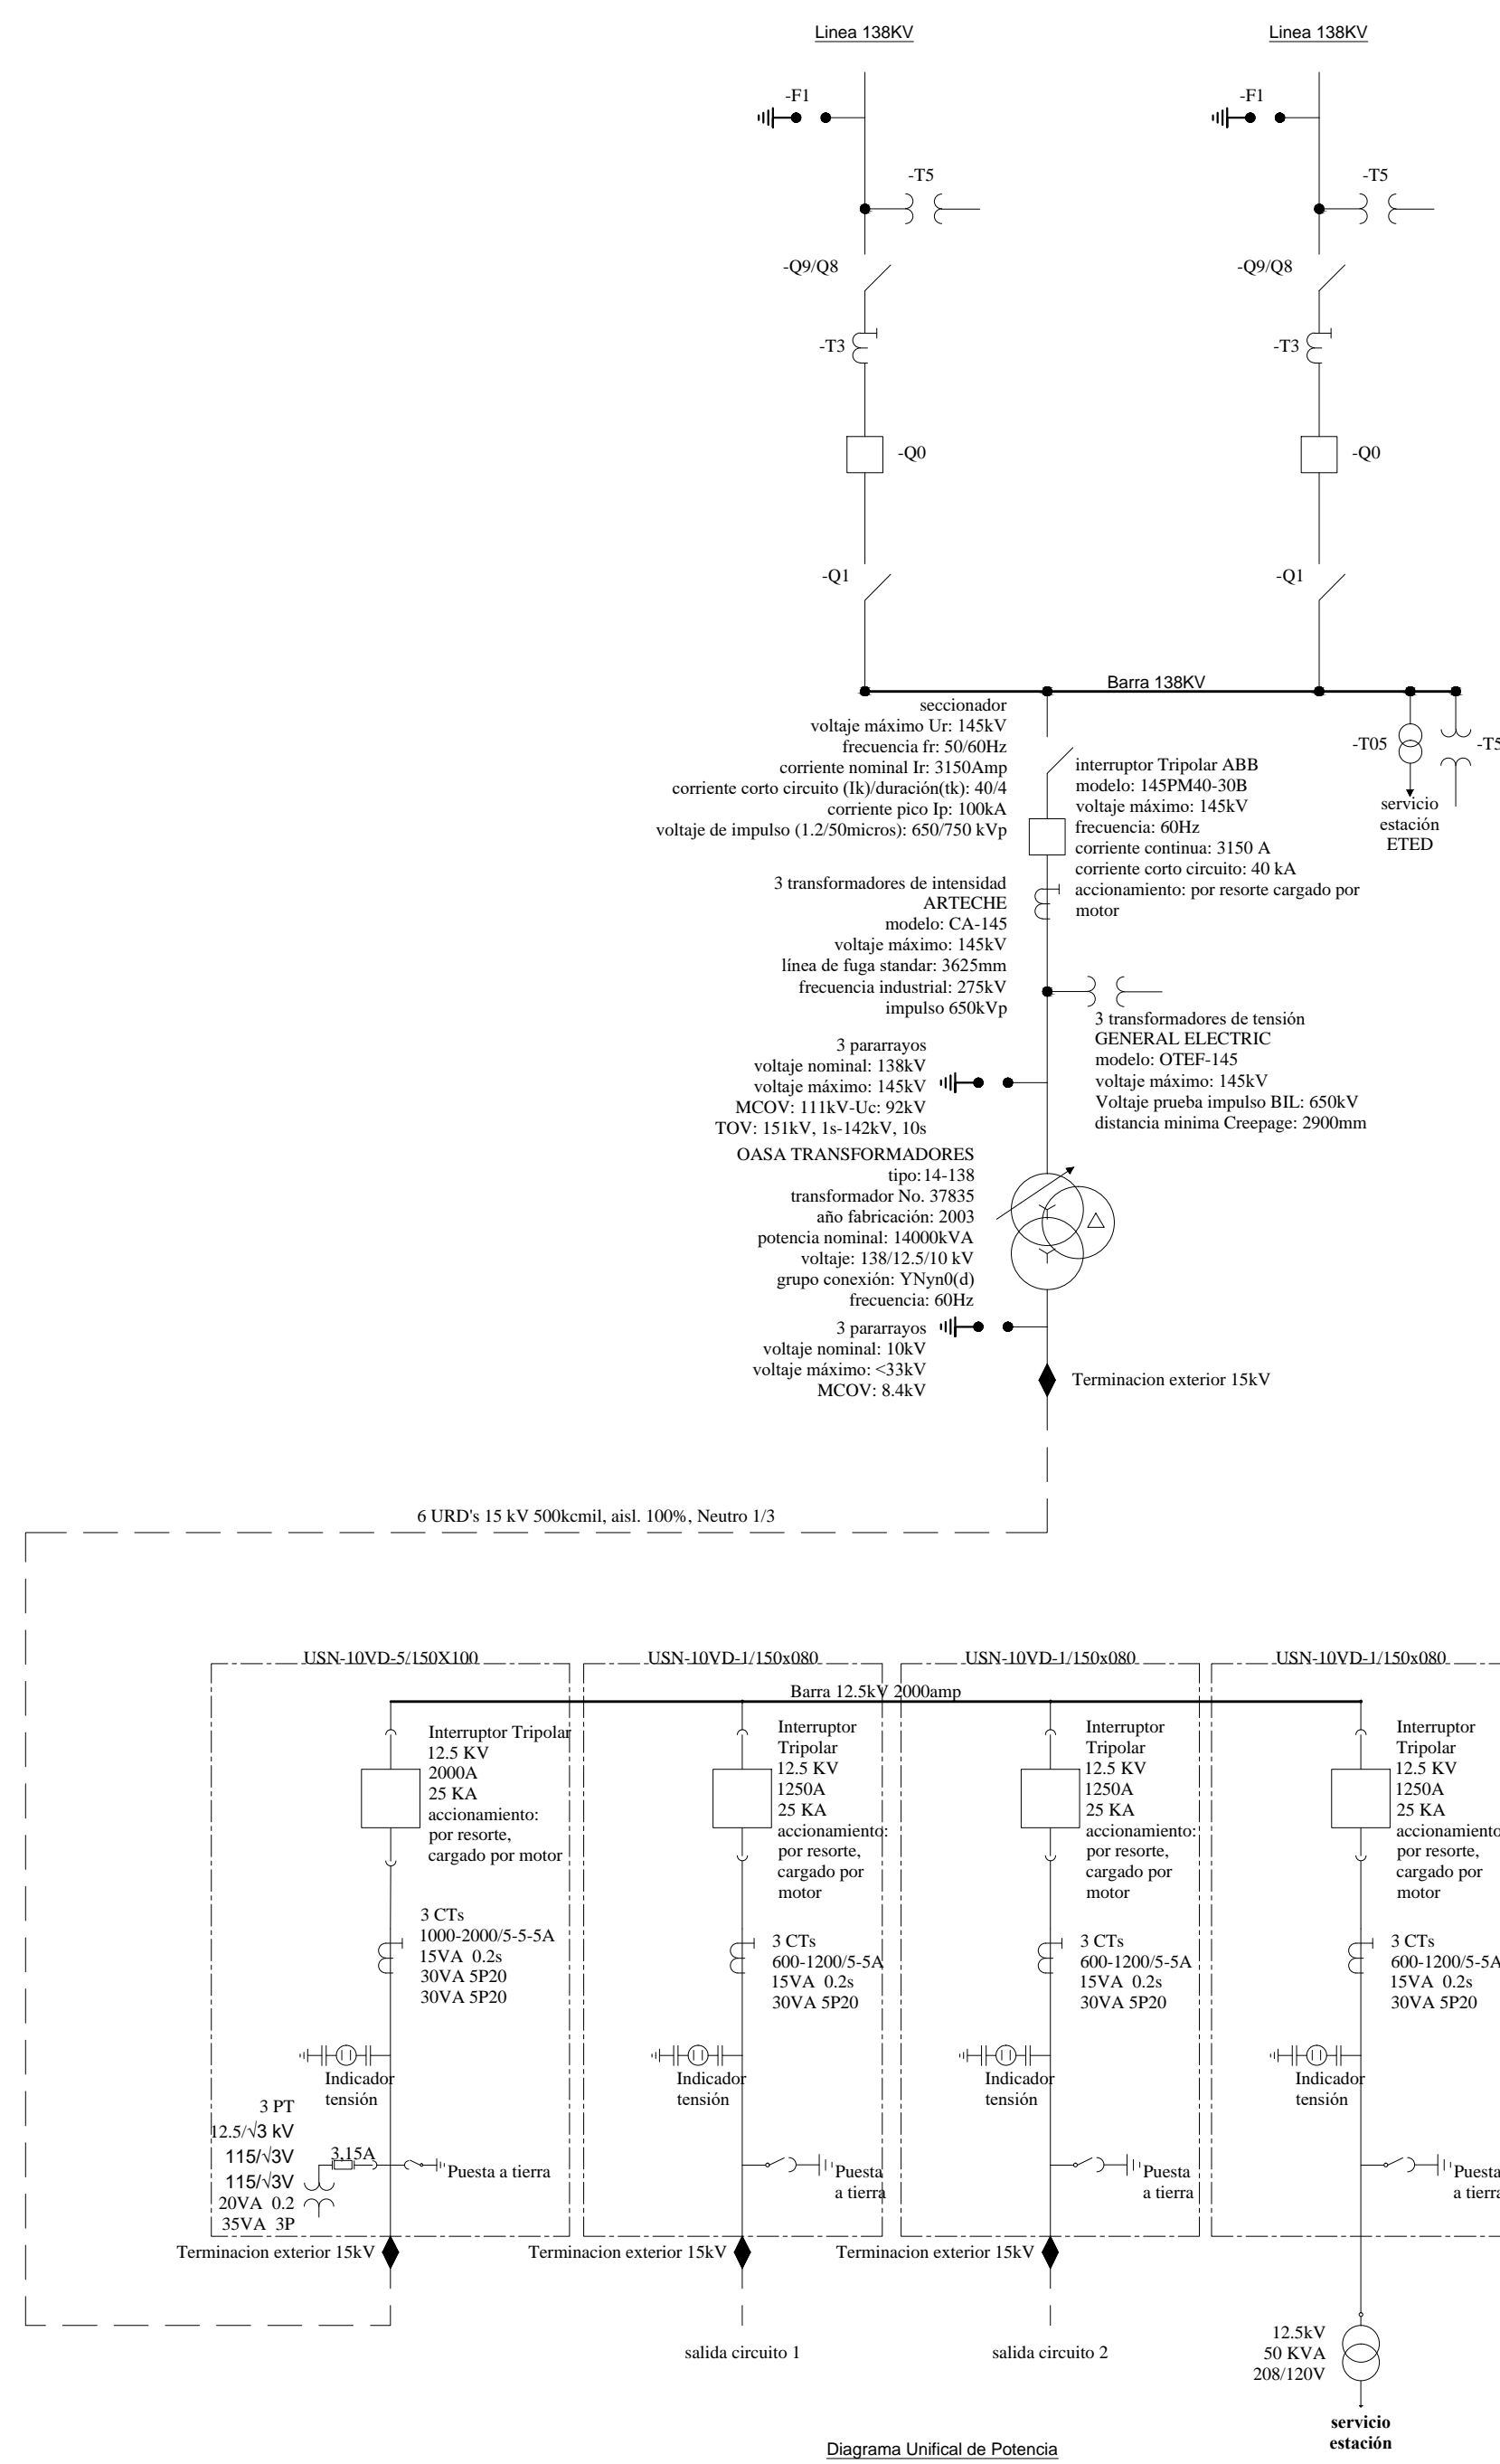 Linea 138KV
Linea 138KV
-F1
-F1
-T5
-T5
-Q9/Q8
-Q9/Q8
-T3
-T3
-Q0
-Q0
-Q1
-Q1
Barra 138KV
seccionador
voltaje máximo Ur: 145kV
frecuencia fr: 50/60Hz
corriente nominal Ir: 3150Amp
corriente corto circuito (Ik)/duración(tk): 40/4
corriente pico Ip: 100kA
voltaje de impulso (1.2/50micros): 650/750 kVp
interruptor Tripolar ABB
modelo: 145PM40-30B
voltaje máximo: 145kV
frecuencia: 60Hz
corriente continua: 3150 A
corriente corto circuito: 40 kA
accionamiento: por resorte cargado por
motor
-T05
-T5
servicio
estación
ETED
3 transformadores de intensidad
ARTECHE
modelo: CA-145
voltaje máximo: 145kV
línea de fuga standar: 3625mm
frecuencia industrial: 275kV
impulso 650kVp
3 transformadores de tensión
GENERAL ELECTRIC
modelo: OTEF-145
voltaje máximo: 145kV
Voltaje prueba impulso BIL: 650kV
distancia minima Creepage: 2900mm
3 pararrayos
voltaje nominal: 138kV
voltaje máximo: 145kV
MCOV: 111kV-Uc: 92kV
TOV: 151kV, 1s-142kV, 10s
OASA TRANSFORMADORES
tipo:14-138
transformador No. 37835
año fabricación: 2003
potencia nominal: 14000kVA
voltaje: 138/12.5/10 kV
grupo conexión: YNyn0(d)
frecuencia: 60Hz
3 pararrayos
voltaje nominal: 10kV
voltaje máximo: <33kV
MCOV: 8.4kV
Terminacion exterior 15kV
6 URD's 15 kV 500kcmil, aisl. 100%, Neutro 1/3
USN-10VD-5/150X100
USN-10VD-1/150x080
USN-10VD-1/150x080
USN-10VD-1/150x080
Barra 12.5kV 2000amp
Interruptor Tripolar
12.5 KV
2000A
25 KA
accionamiento:
por resorte,
cargado por motor
3 CTs
1000-2000/5-5-5A
15VA 0.2s
30VA 5P20
30VA 5P20
Indicador
tensión
3 PT
12.5/√3 kV
115/√3V
115/√3V
20VA 0.2
35VA 3P
3,15A
Puesta a tierra
Terminacion exterior 15kV
Interruptor
Tripolar
12.5 KV
1250A
25 KA
accionamiento:
por resorte,
cargado por
motor
3 CTs
600-1200/5-5A
15VA 0.2s
30VA 5P20
Indicador
tensión
Puesta
a tierra
Terminacion exterior 15kV
salida circuito 1
Interruptor
Tripolar
12.5 KV
1250A
25 KA
accionamiento:
por resorte,
cargado por
motor
3 CTs
600-1200/5-5A
15VA 0.2s
30VA 5P20
Indicador
tensión
Puesta
a tierra
Terminacion exterior 15kV
salida circuito 2
Interruptor
Tripolar
12.5 KV
1250A
25 KA
accionamiento
por resorte,
cargado por
motor
3 CTs
600-1200/5-5A
15VA 0.2s
30VA 5P20
Indicador
tensión
Puesta
a tierra
12.5kV
50 KVA
208/120V
servicio
estación
Diagrama Unifical de Potencia